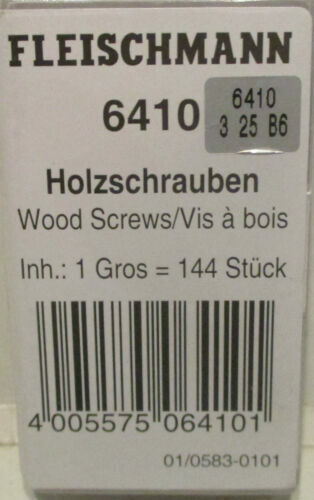 FLEISCHMANN
6410
6410
3 25 B6
Holzschrauben
Wood Screws/Vis à bois
Inh.: 1 Gros = 144 Stück
4 005575 064101
01/0583-0101